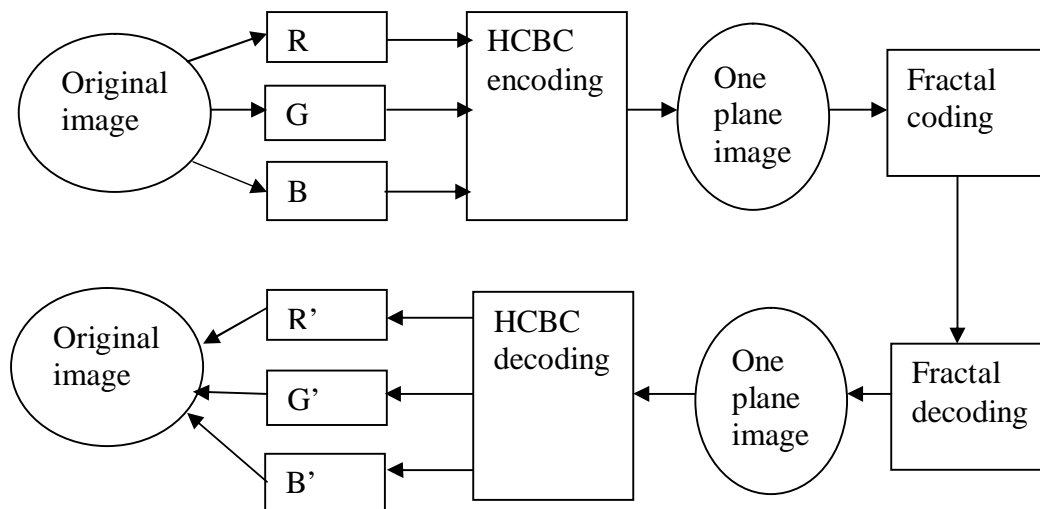 Original
image
R
G
B
HCBC
encoding
One
plane
image
Fractal
coding
Original
image
R’
G’
B’
HCBC
decoding
One
plane
image
Fractal
decoding